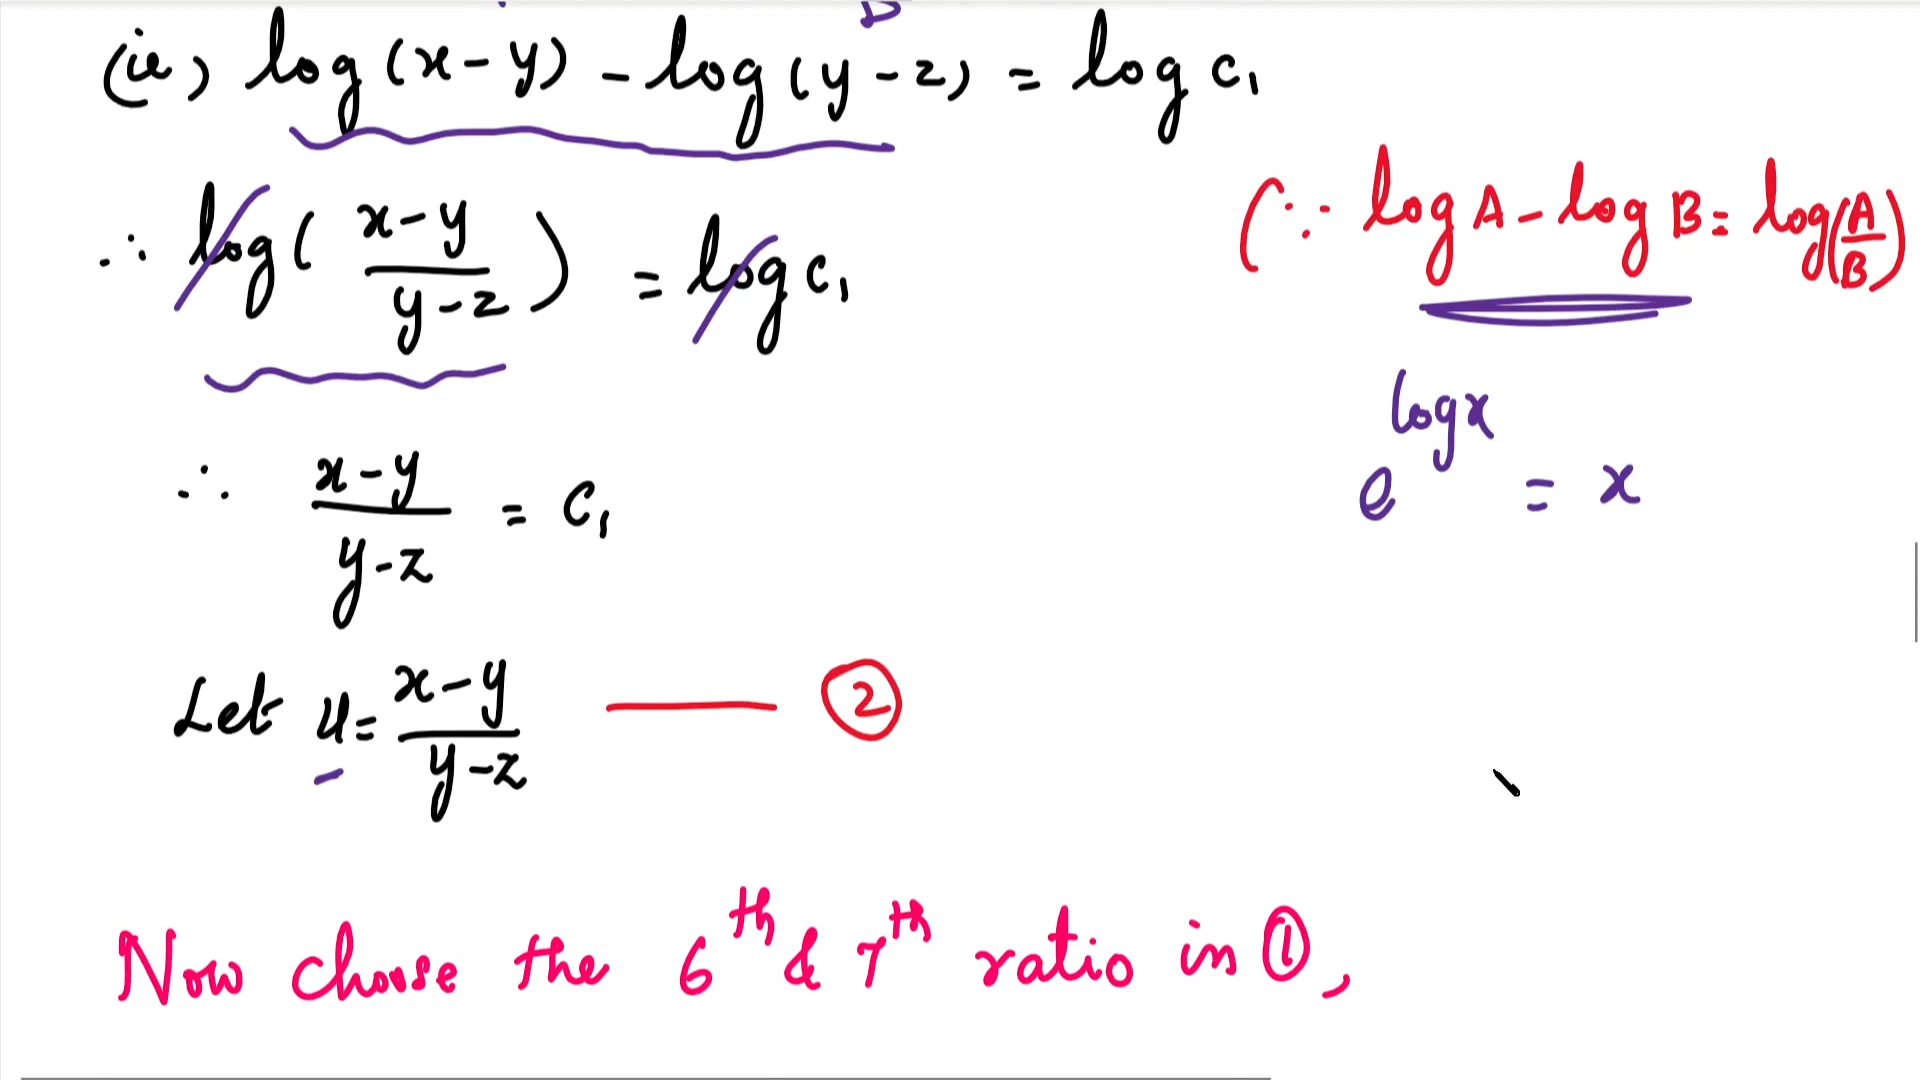 (ie) log(x-y) - log(y-z) = log c₁
∴ log( (x-y)/(y-z) ) = log c₁
(∵ log A - log B = log(A/B))
e^(log x) = x
∴ (x-y)/(y-z) = c₁
Let u = (x-y)/(y-z) —— ②
Now choose the 6th & 7th ratio in ①,